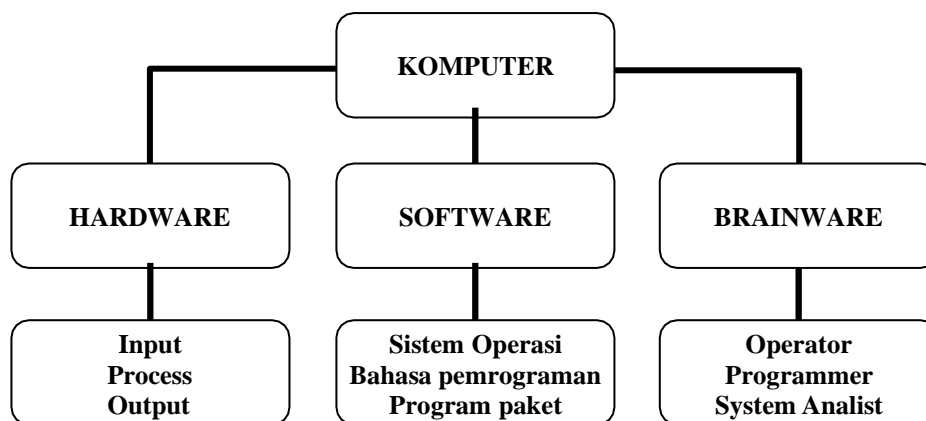 KOMPUTER
HARDWARE
SOFTWARE
BRAINWARE
Input
Process
Output
Sistem Operasi
Bahasa pemrograman
Program paket
Operator
Programmer
System Analist